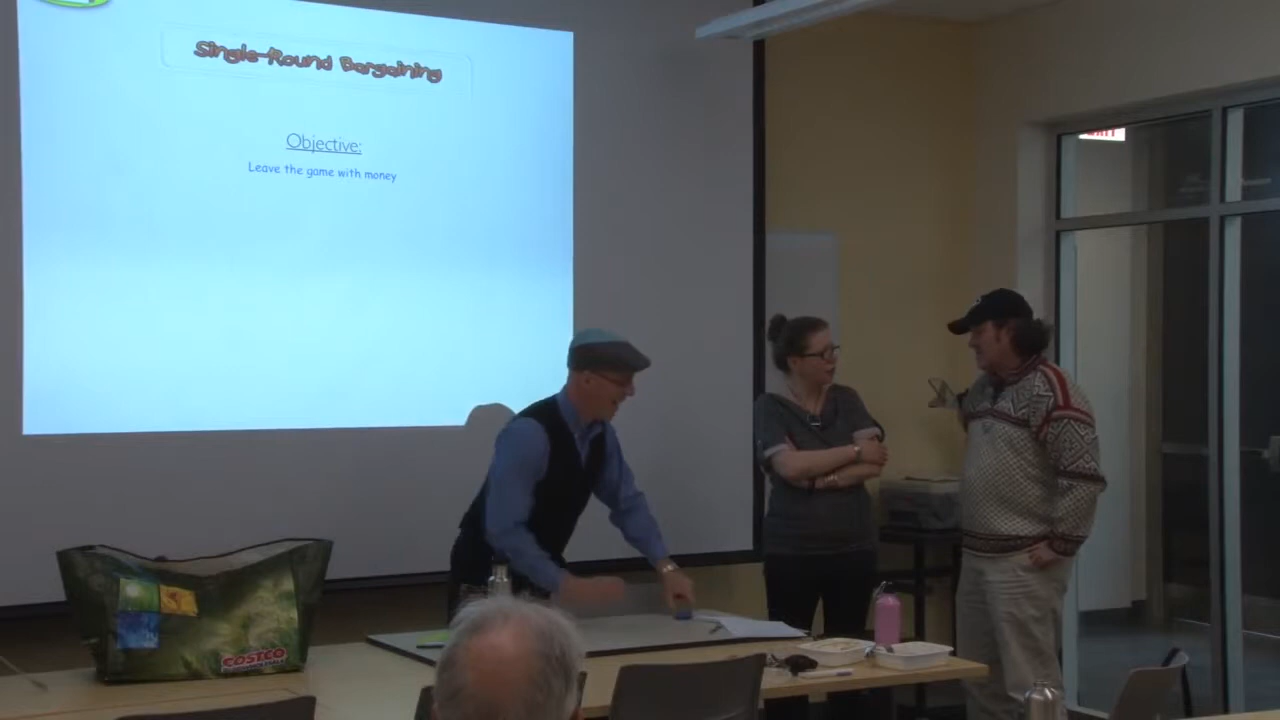 Single-Round Bargaining
Objective:
Leave the game with money
EXIT
COSTCO